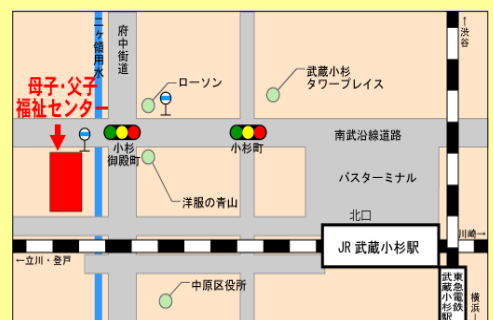 二ヶ領用水
府中街道
↑渋谷
ローソン
武蔵小杉
タワープレイス
母子・父子
福祉センター
小杉
御殿町
小杉町
南武沿線道路
バスターミナル
洋服の青山
北口
川崎→
JR 武蔵小杉駅
←立川・登戸
中原区役所
東急電鉄
武蔵小杉駅
横浜